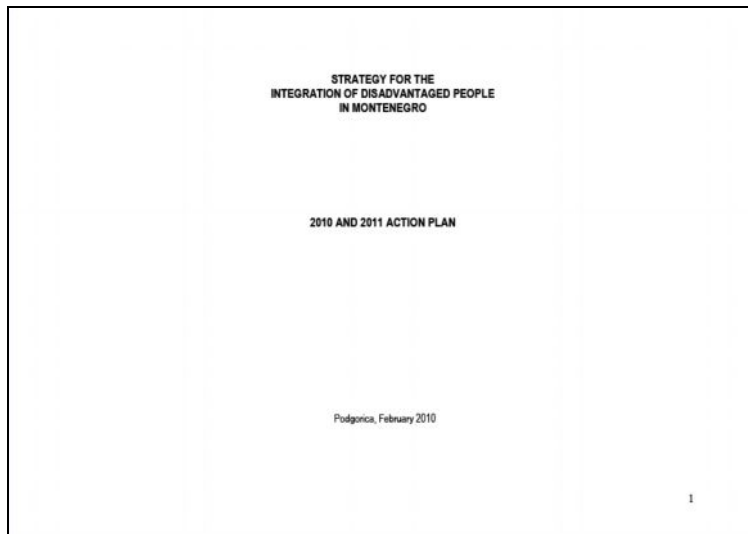 STRATEGY FOR THE
INTEGRATION OF DISADVANTAGED PEOPLE
IN MONTENEGRO
2010 AND 2011 ACTION PLAN
Podgorica, February 2010
1